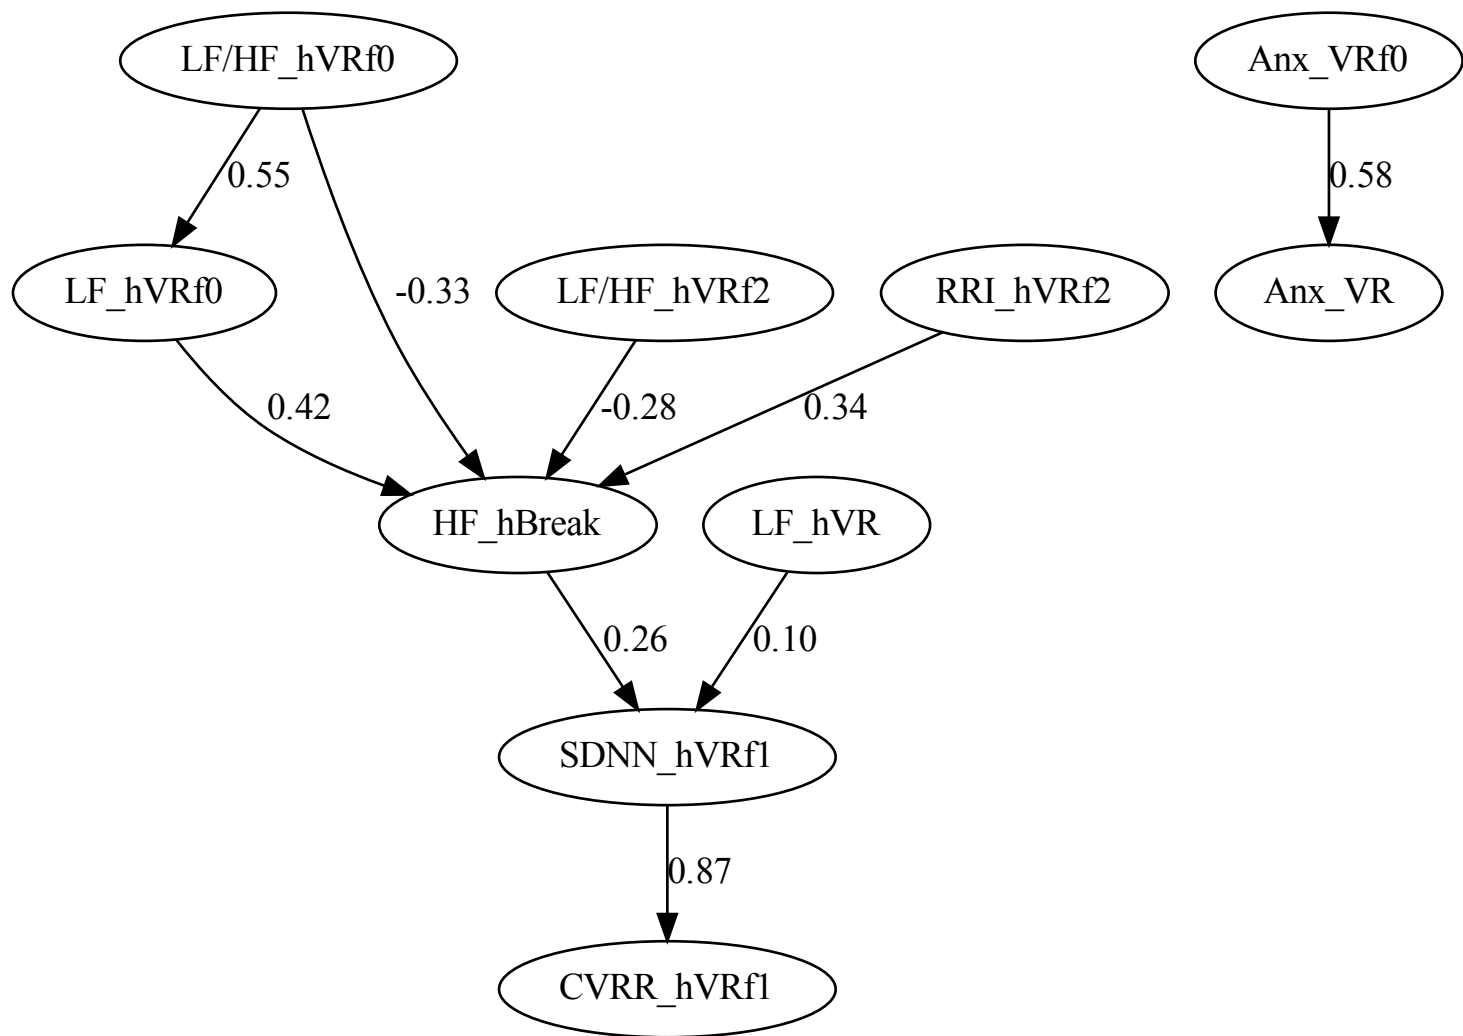 LF/HF_hVRf0
Anx_VRf0
0.55
0.58
LF_hVRf0
-0.33
LF/HF_hVRf2
RRI_hVRf2
Anx_VR
0.42
-0.28
0.34
HF_hBreak
LF_hVR
0.26
0.10
SDNN_hVRf1
0.87
CVRR_hVRf1